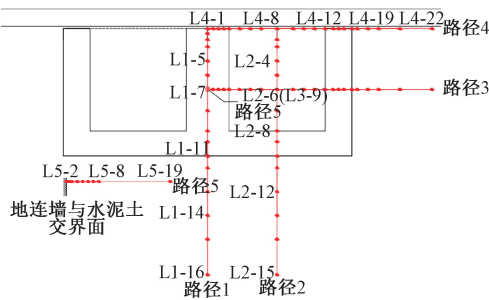 L4-1 L4-8 L4-12 L4-19 L4-22 路径4
L1-5 L2-4
L1-7 L2-6(L3-9) 路径3
路径5
L2-8
L1-11
L5-2 L5-8 L5-19 路径5
L2-12
地连墙与水泥土
交界面
L1-14
L1-16 L2-15
路径1 路径2